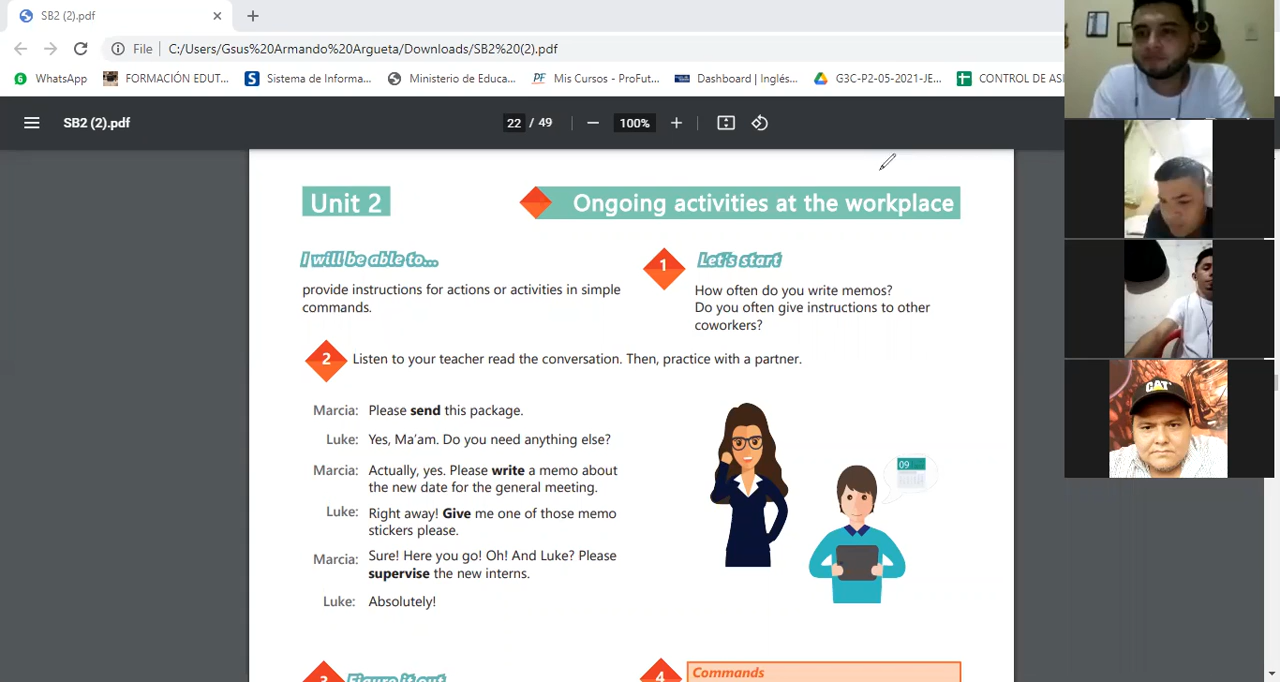 SB2 (2).pdf
File C:/Users/Gsus%20Armando%20Argueta/Downloads/SB2%20(2).pdf
6 WhatsApp FORMACIÓN EDUT... S Sistema de Informa... Ministerio de Educa... PF Mis Cursos - ProFut... Dashboard | Inglés... G3C-P2-05-2021-JE... CONTROL DE ASI
SB2 (2).pdf 22 / 49 100%
Unit 2 Ongoing activities at the workplace
I will be able to...
provide instructions for actions or activities in simple
commands.
1 Let's start
How often do you write memos?
Do you often give instructions to other
coworkers?
2 Listen to your teacher read the conversation. Then, practice with a partner.
Marcia: Please send this package.
Luke: Yes, Ma'am. Do you need anything else?
Marcia: Actually, yes. Please write a memo about
the new date for the general meeting.
Luke: Right away! Give me one of those memo
stickers please.
Marcia: Sure! Here you go! Oh! And Luke? Please
supervise the new interns.
Luke: Absolutely!
09
CAT
3 Figure it out
4 Commands